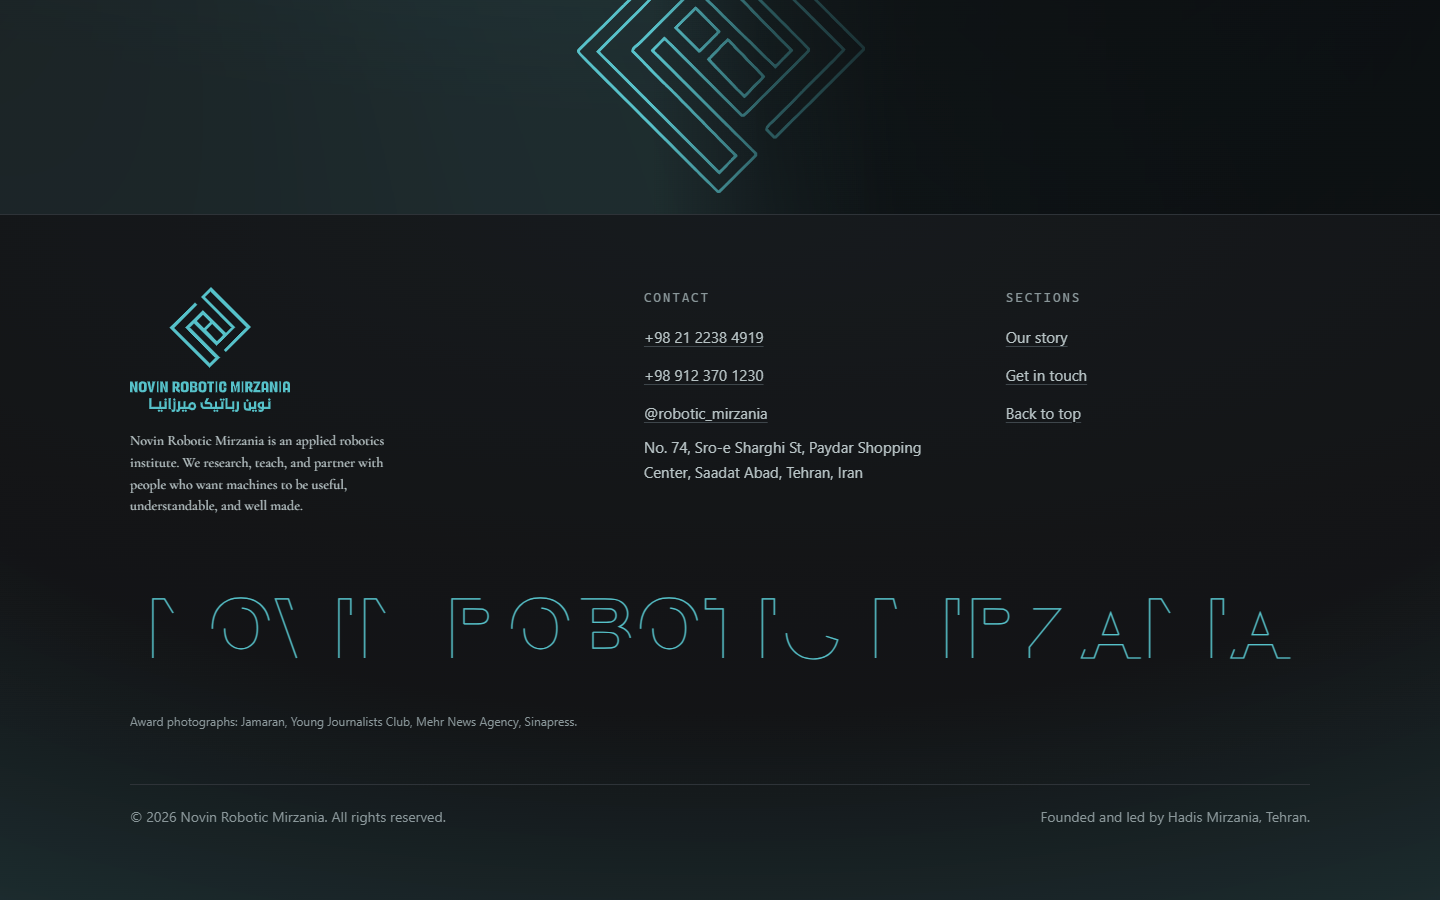 NOVIN ROBOTIC MIRZANIA
نوین رباتیک میرزانیا
Novin Robotic Mirzania is an applied robotics
institute. We research, teach, and partner with
people who want machines to be useful,
understandable, and well made.
CONTACT
+98 21 2238 4919
+98 912 370 1230
@robotic_mirzania
No. 74, Sro-e Sharghi St, Paydar Shopping
Center, Saadat Abad, Tehran, Iran
SECTIONS
Our story
Get in touch
Back to top
NOVIN ROBOTIC MIRZANIA
Award photographs: Jamaran, Young Journalists Club, Mehr News Agency, Sinapress.
© 2026 Novin Robotic Mirzania. All rights reserved.
Founded and led by Hadis Mirzania, Tehran.